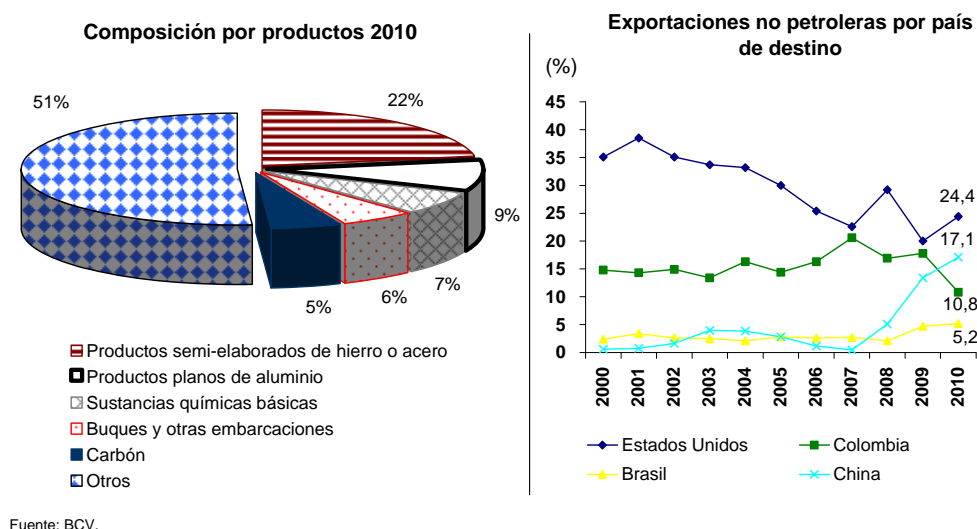 Composición por productos 2010
51%
22%
9%
7%
6%
5%
Productos semi-elaborados de hierro o acero
Productos planos de aluminio
Sustancias químicas básicas
Buques y otras embarcaciones
Carbón
Otros
Exportaciones no petroleras por país
de destino
(%)
45
40
35
30
25
20
15
10
5
0
24,4
17,1
10,8
5,2
2000
2001
2002
2003
2004
2005
2006
2007
2008
2009
2010
Estados Unidos
Colombia
Brasil
China
Fuente: BCV.